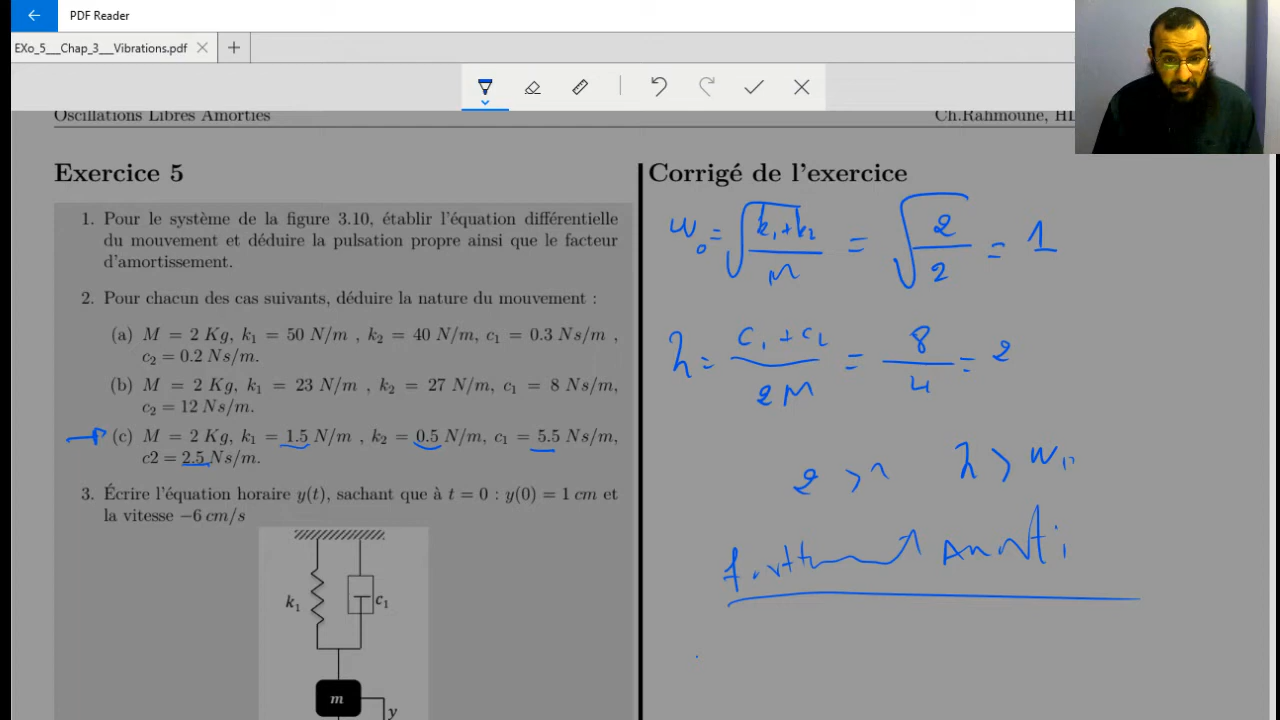 PDF Reader
EXo_5__Chap_3__Vibrations.pdf
Oscillations Libres Amorties
Ch.Rahmoune, HL
Exercice 5
1. Pour le système de la figure 3.10, établir l'équation différentielle
du mouvement et déduire la pulsation propre ainsi que le facteur
d'amortissement.
2. Pour chacun des cas suivants, déduire la nature du mouvement :
(a) M = 2 Kg, k₁ = 50 N/m , k₂ = 40 N/m, c₁ = 0.3 Ns/m ,
c₂ = 0.2 Ns/m.
(b) M = 2 Kg, k₁ = 23 N/m , k₂ = 27 N/m, c₁ = 8 Ns/m,
c₂ = 12 Ns/m.
(c) M = 2 Kg, k₁ = 1.5 N/m , k₂ = 0.5 N/m, c₁ = 5.5 Ns/m,
c2 = 2.5 Ns/m.
3. Écrire l'équation horaire y(t), sachant que à t = 0 : y(0) = 1 cm et
la vitesse −6 cm/s
k₁
c₁
m
y
Corrigé de l'exercice
w₀ = √((k₁+k₂)/M) = √(2/2) = 1
λ = (c₁ + c₂)/(2M) = 8/4 = 2
2 > 1 λ > w₀